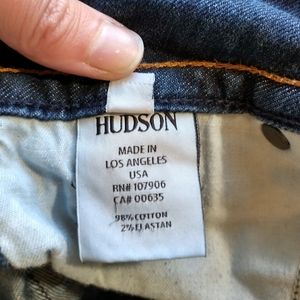 HUDSON
MADE IN
LOS ANGELES
USA
RN# 107906
CA# 00635
98% COTTON
2% ELASTAN